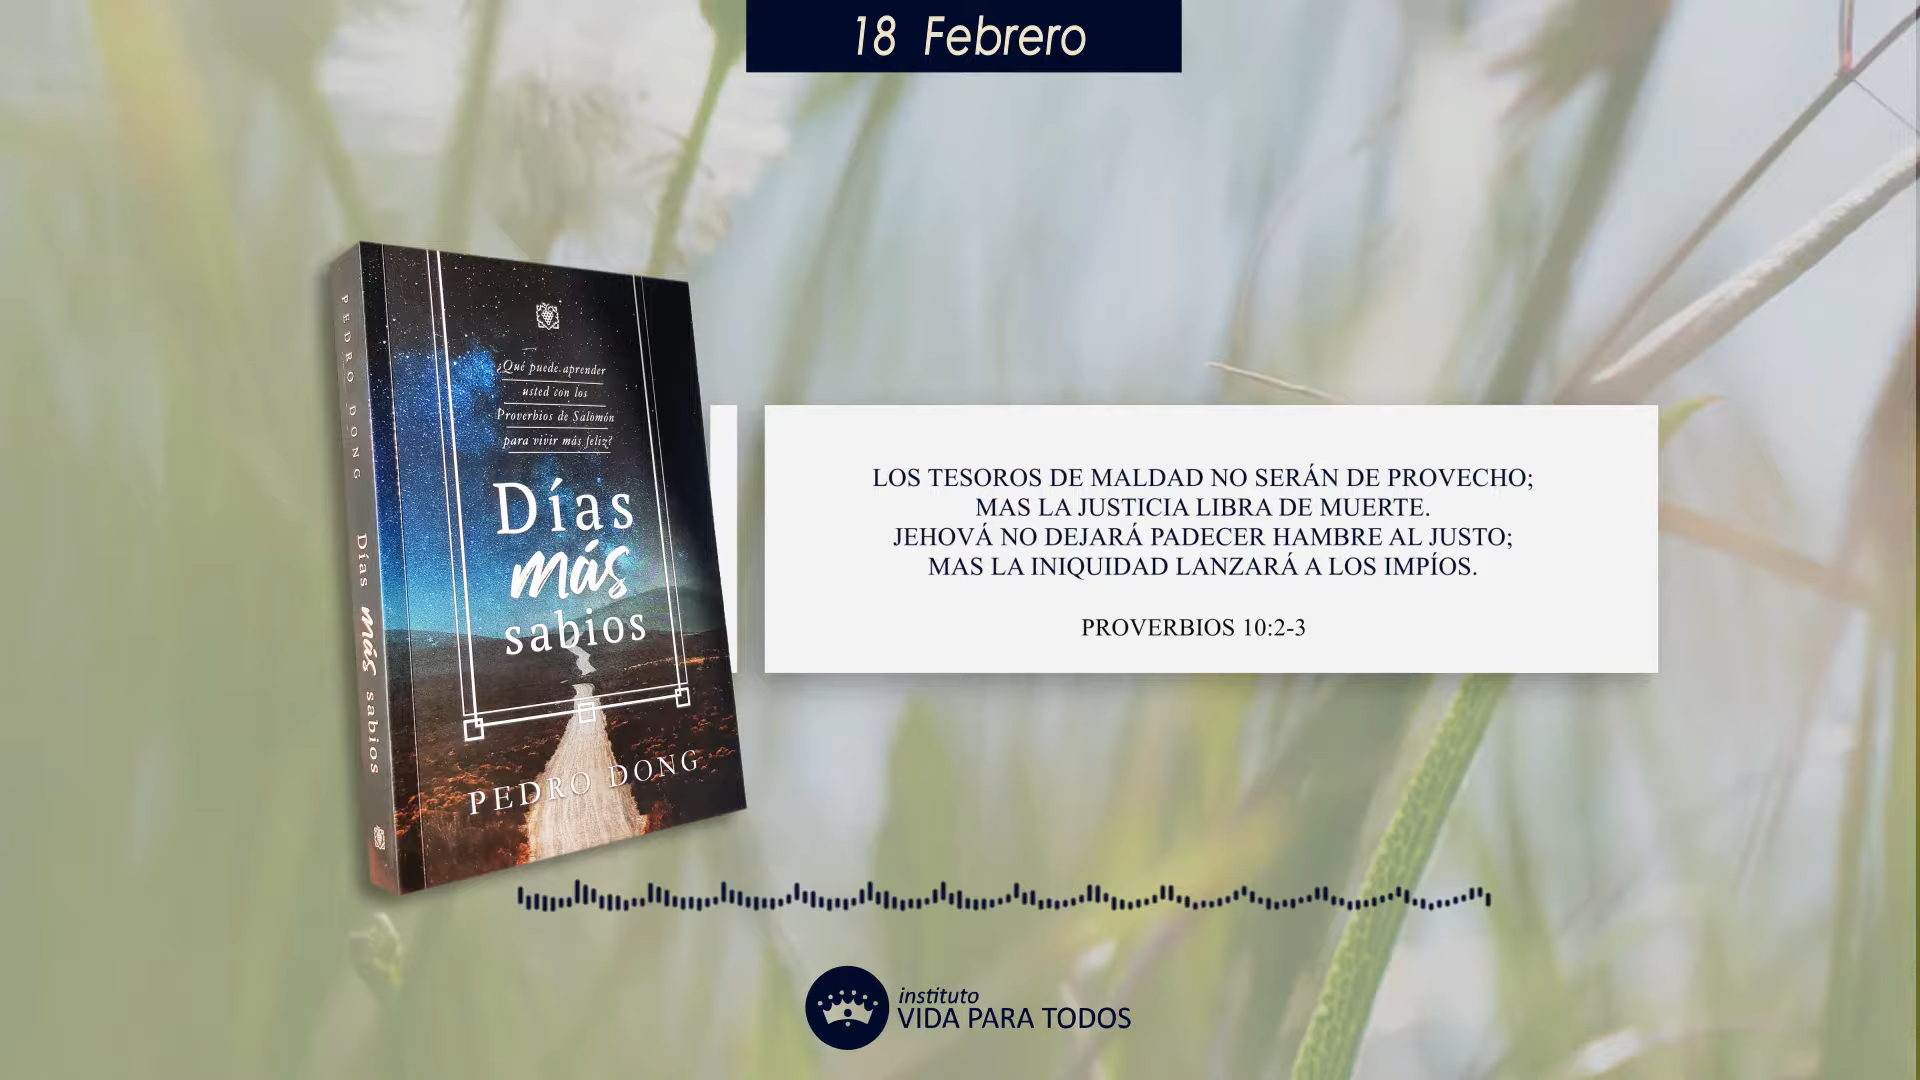 18 Febrero
¿Qué puede aprender
usted con los
Proverbios de Salomón
para vivir más feliz?
Días
más
sabios
PEDRO DONG
PEDRO DONG
Días más sabios
LOS TESOROS DE MALDAD NO SERÁN DE PROVECHO;
MAS LA JUSTICIA LIBRA DE MUERTE.
JEHOVÁ NO DEJARÁ PADECER HAMBRE AL JUSTO;
MAS LA INIQUIDAD LANZARÁ A LOS IMPÍOS.
PROVERBIOS 10:2-3
instituto
VIDA PARA TODOS